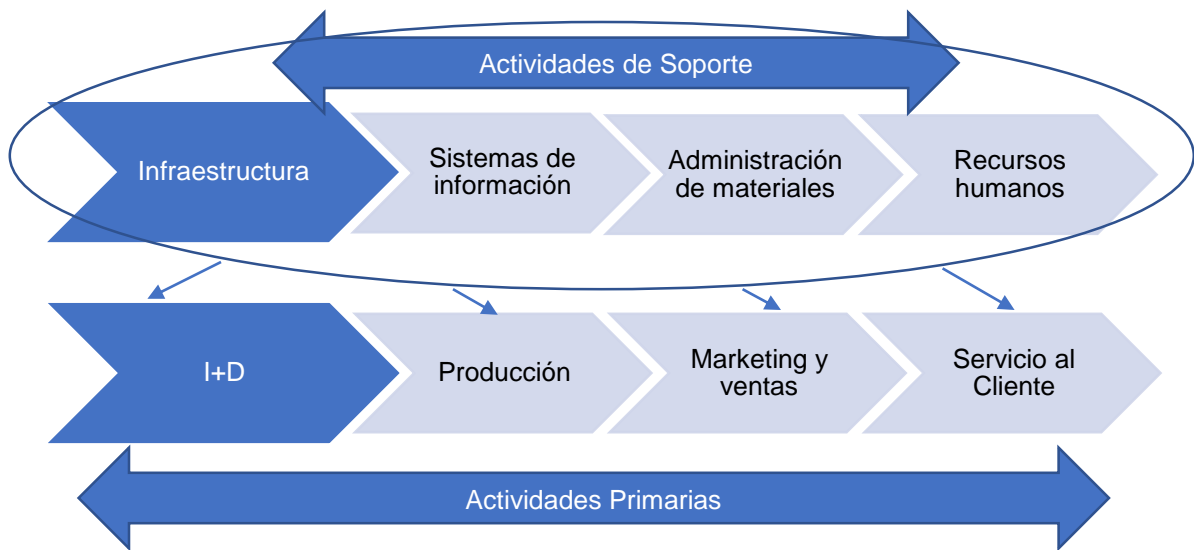 Actividades de Soporte
Infraestructura
Sistemas de
información
Administración
de materiales
Recursos
humanos
I+D
Producción
Marketing y
ventas
Servicio al
Cliente
Actividades Primarias